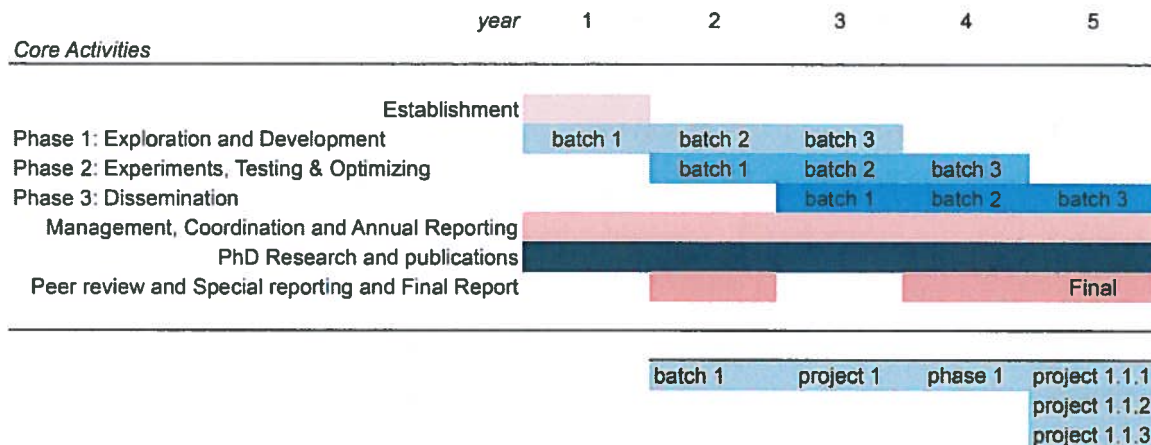 year 1 2 3 4 5
Core Activities
Establishment
Phase 1: Exploration and Development batch 1 batch 2 batch 3
Phase 2: Experiments, Testing & Optimizing batch 1 batch 2 batch 3
Phase 3: Dissemination batch 1 batch 2 batch 3
Management, Coordination and Annual Reporting
PhD Research and publications
Peer review and Special reporting and Final Report Final
batch 1 project 1 phase 1 project 1.1.1
project 1.1.2
project 1.1.3